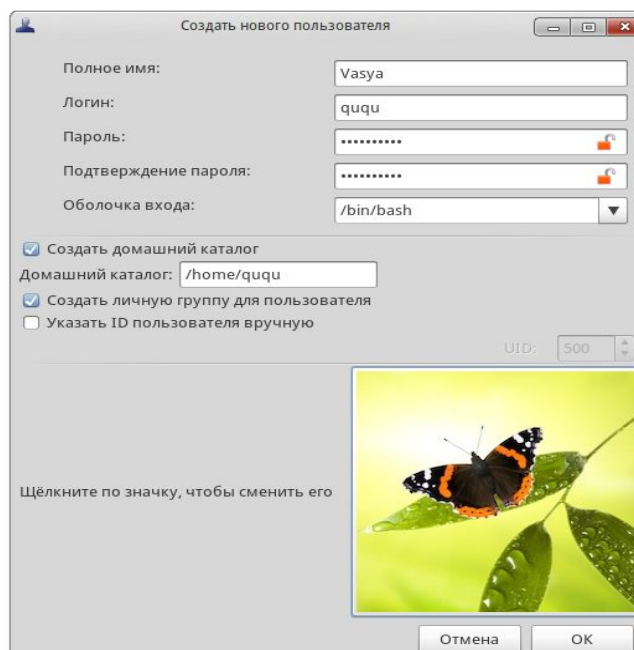 Создать нового пользователя
Полное имя: Vasya
Логин: ququ
Пароль: ••••••••••
Подтверждение пароля: ••••••••••
Оболочка входа: /bin/bash
Создать домашний каталог
Домашний каталог: /home/ququ
Создать личную группу для пользователя
Указать ID пользователя вручную
UID: 500
Щёлкните по значку, чтобы сменить его
Отмена ОК